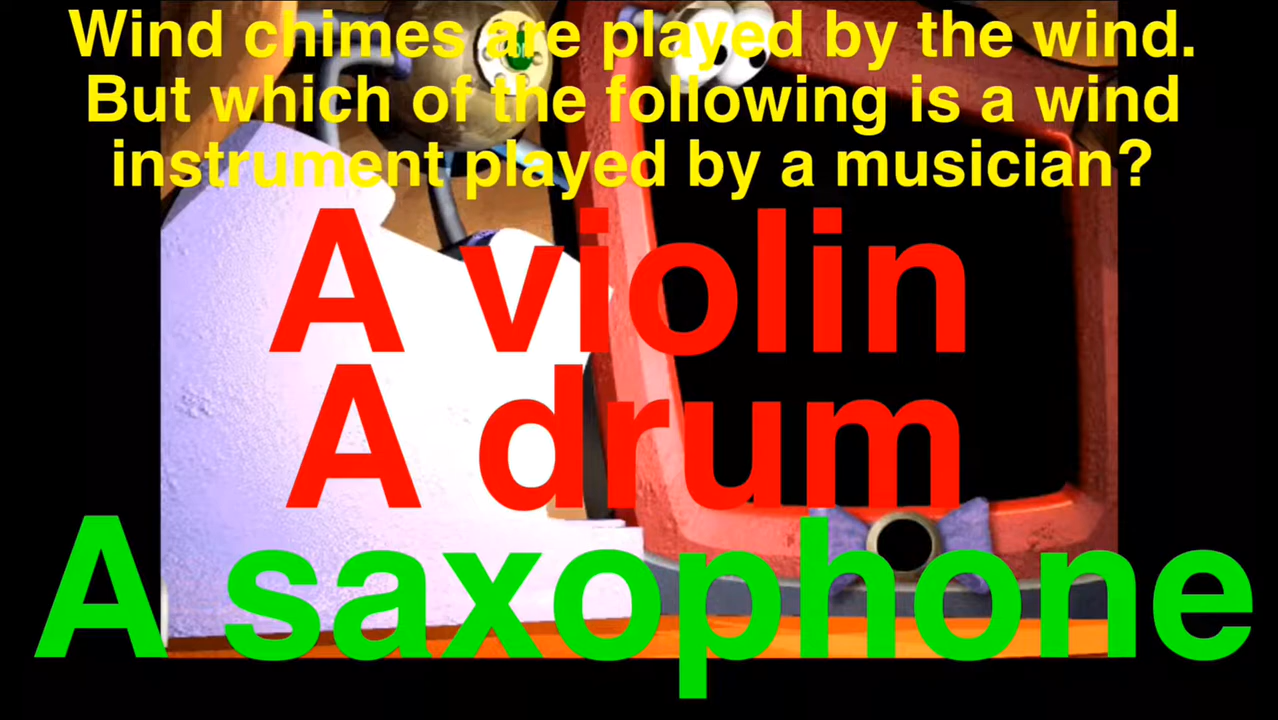 Wind chimes are played by the wind.
But which of the following is a wind
instrument played by a musician?
A violin
A drum
A saxophone